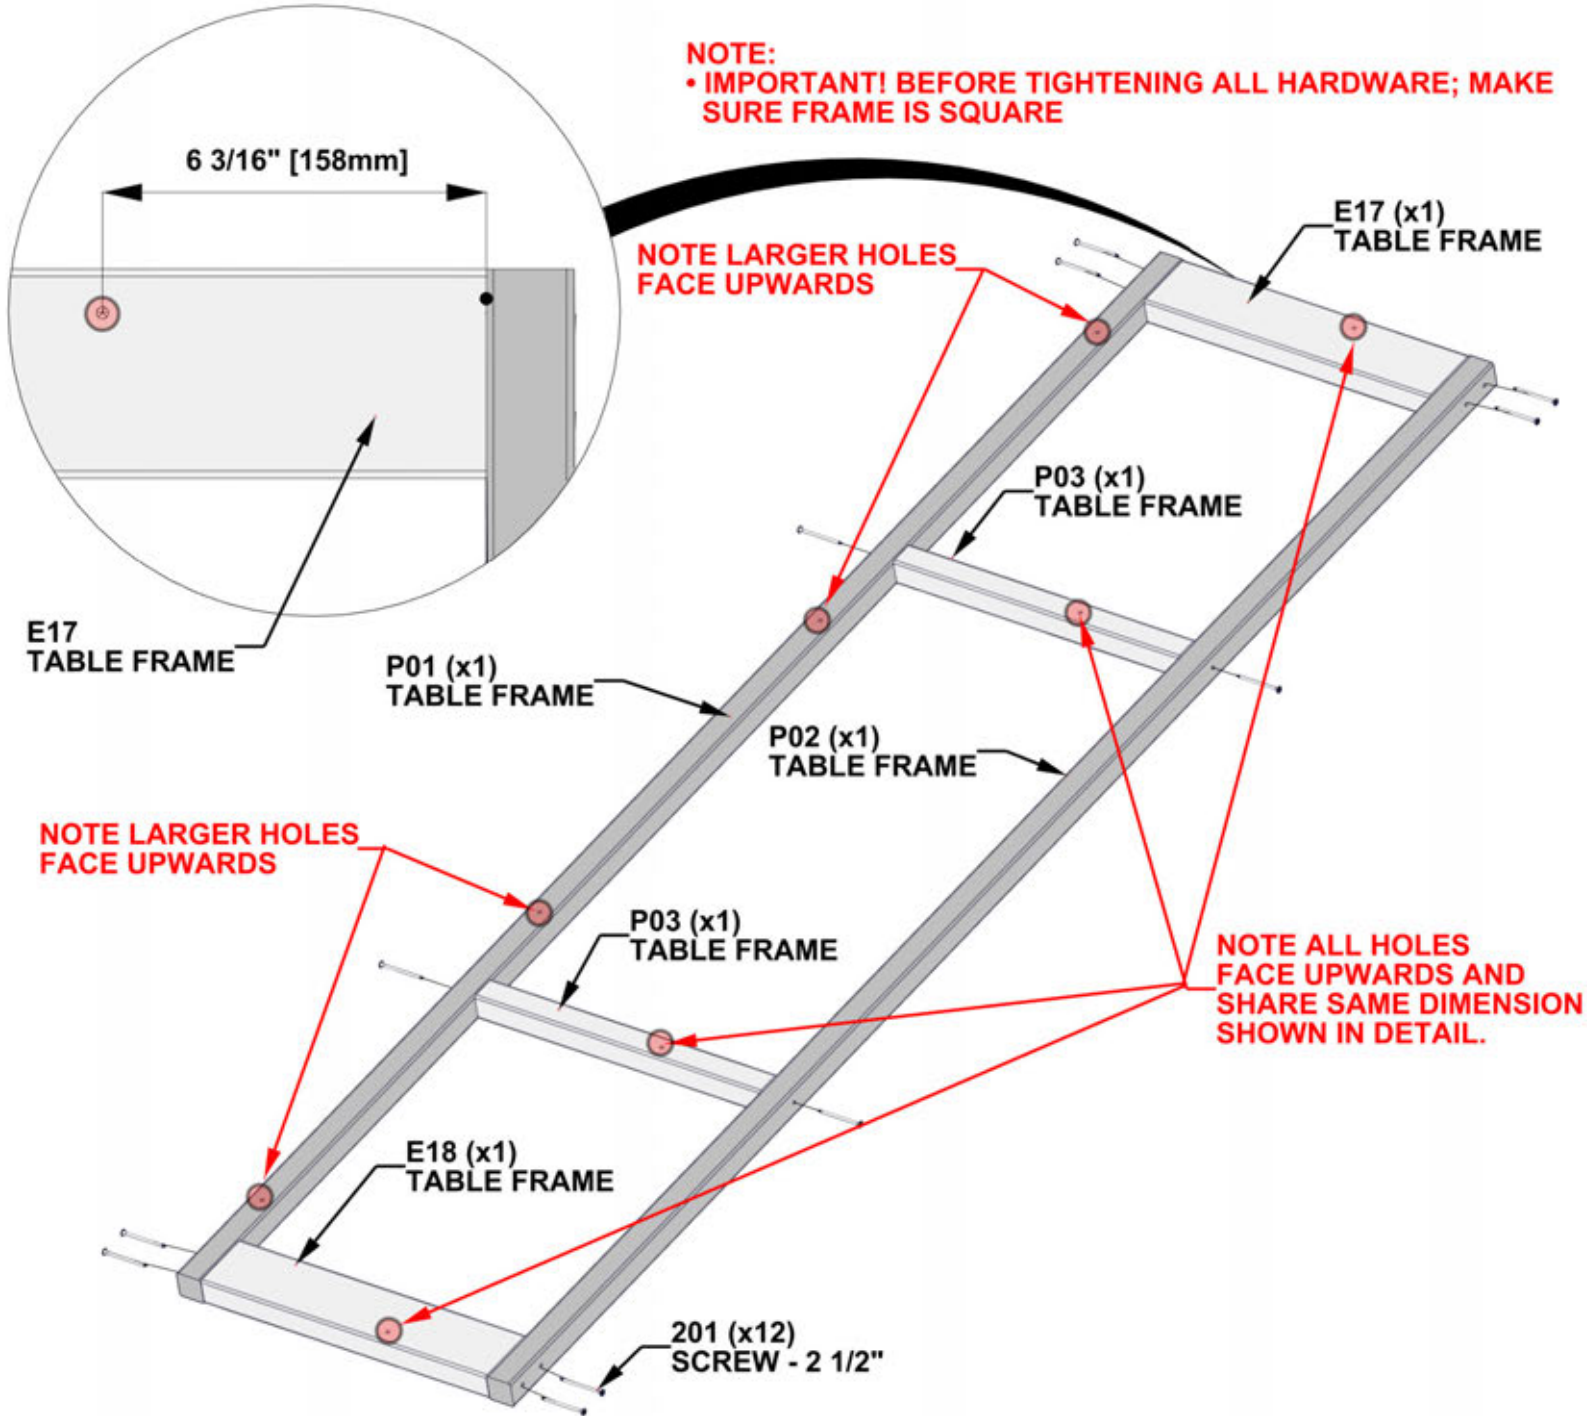 NOTE:
• IMPORTANT! BEFORE TIGHTENING ALL HARDWARE; MAKE
SURE FRAME IS SQUARE
6 3/16" [158mm]
E17 (x1)
TABLE FRAME
NOTE LARGER HOLES
FACE UPWARDS
P03 (x1)
TABLE FRAME
E17
TABLE FRAME
P01 (x1)
TABLE FRAME
P02 (x1)
TABLE FRAME
NOTE LARGER HOLES
FACE UPWARDS
P03 (x1)
TABLE FRAME
NOTE ALL HOLES
FACE UPWARDS AND
SHARE SAME DIMENSION
SHOWN IN DETAIL.
E18 (x1)
TABLE FRAME
201 (x12)
SCREW - 2 1/2"